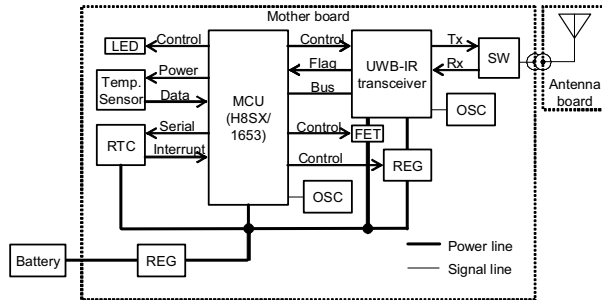 Mother board
LED
Control
Control
Tx
SW
Power
Flag
UWB-IR
transceiver
Rx
Temp.
Sensor
Data
MCU
(H8SX/
1653)
Bus
Antenna
board
OSC
Serial
Control
FET
RTC
Interrupt
Control
REG
OSC
Battery
REG
Power line
Signal line